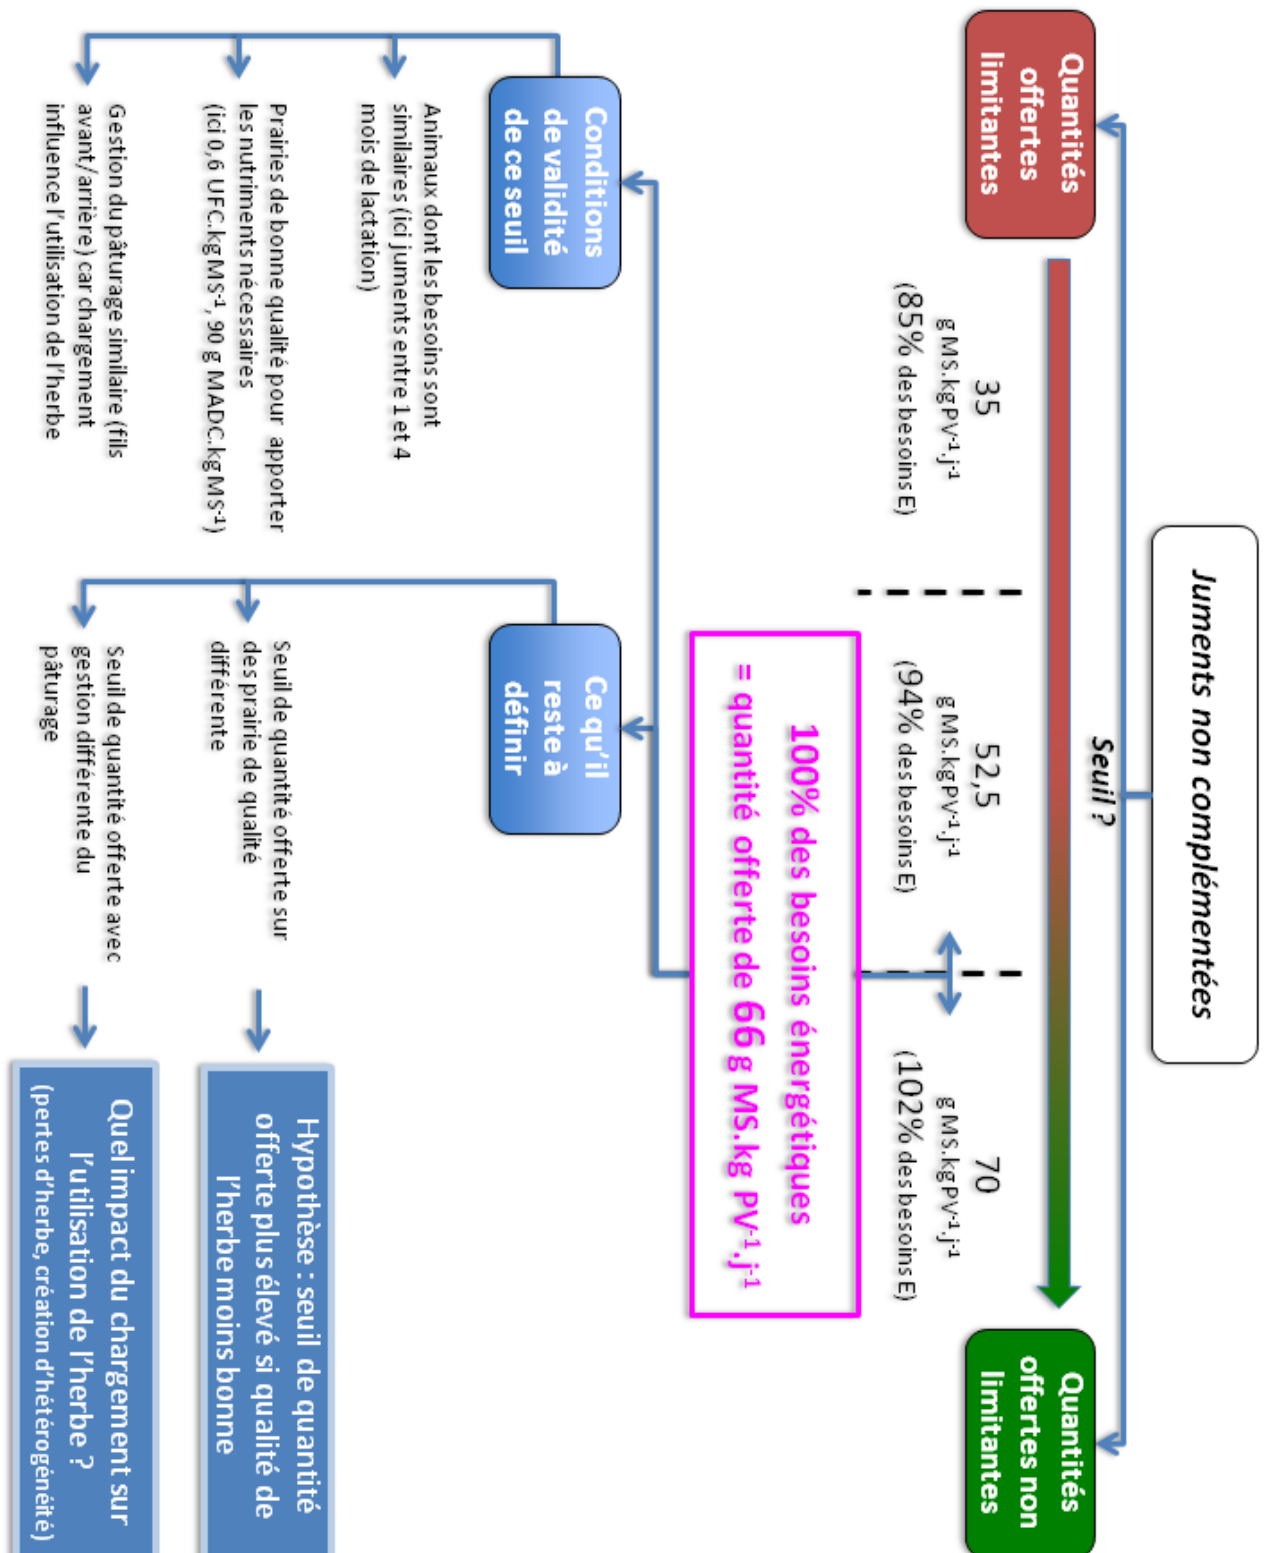 Juments non complémentées
Seuil ?
Quantités
offertes
limitantes
Quantités
offertes non
limitantes
35
g MS.kgPV⁻¹.j⁻¹
(85% des besoins E)
52,5
g MS.kgPV⁻¹.j⁻¹
(94% des besoins E)
70
g MS.kgPV⁻¹.j⁻¹
(102% des besoins E)
100% des besoins énergétiques
= quantité offerte de 66 g MS.kg PV⁻¹.j⁻¹
Conditions
de validité
de ce seuil
Animaux dont les besoins sont
similaires (ici juments entre 1 et 4
mois de lactation)
Prairies de bonne qualité pour apporter
les nutriments nécessaires
(ici 0,6 UFC.kg MS⁻¹, 90 g MADC.kg MS⁻¹)
Gestion du pâturage similaire (fils
avant/arrière) car chargement
influence l'utilisation de l'herbe
Ce qu'il
reste à
définir
Seuil de quantité offerte sur
des prairie de qualité
différente
Seuil de quantité offerte avec
gestion différente du
pâturage
Hypothèse : seuil de quantité
offerte plus élevé si qualité de
l'herbe moins bonne
Quel impact du chargement sur
l'utilisation de l'herbe ?
(pertes d'herbe, création d'hétérogénéité)